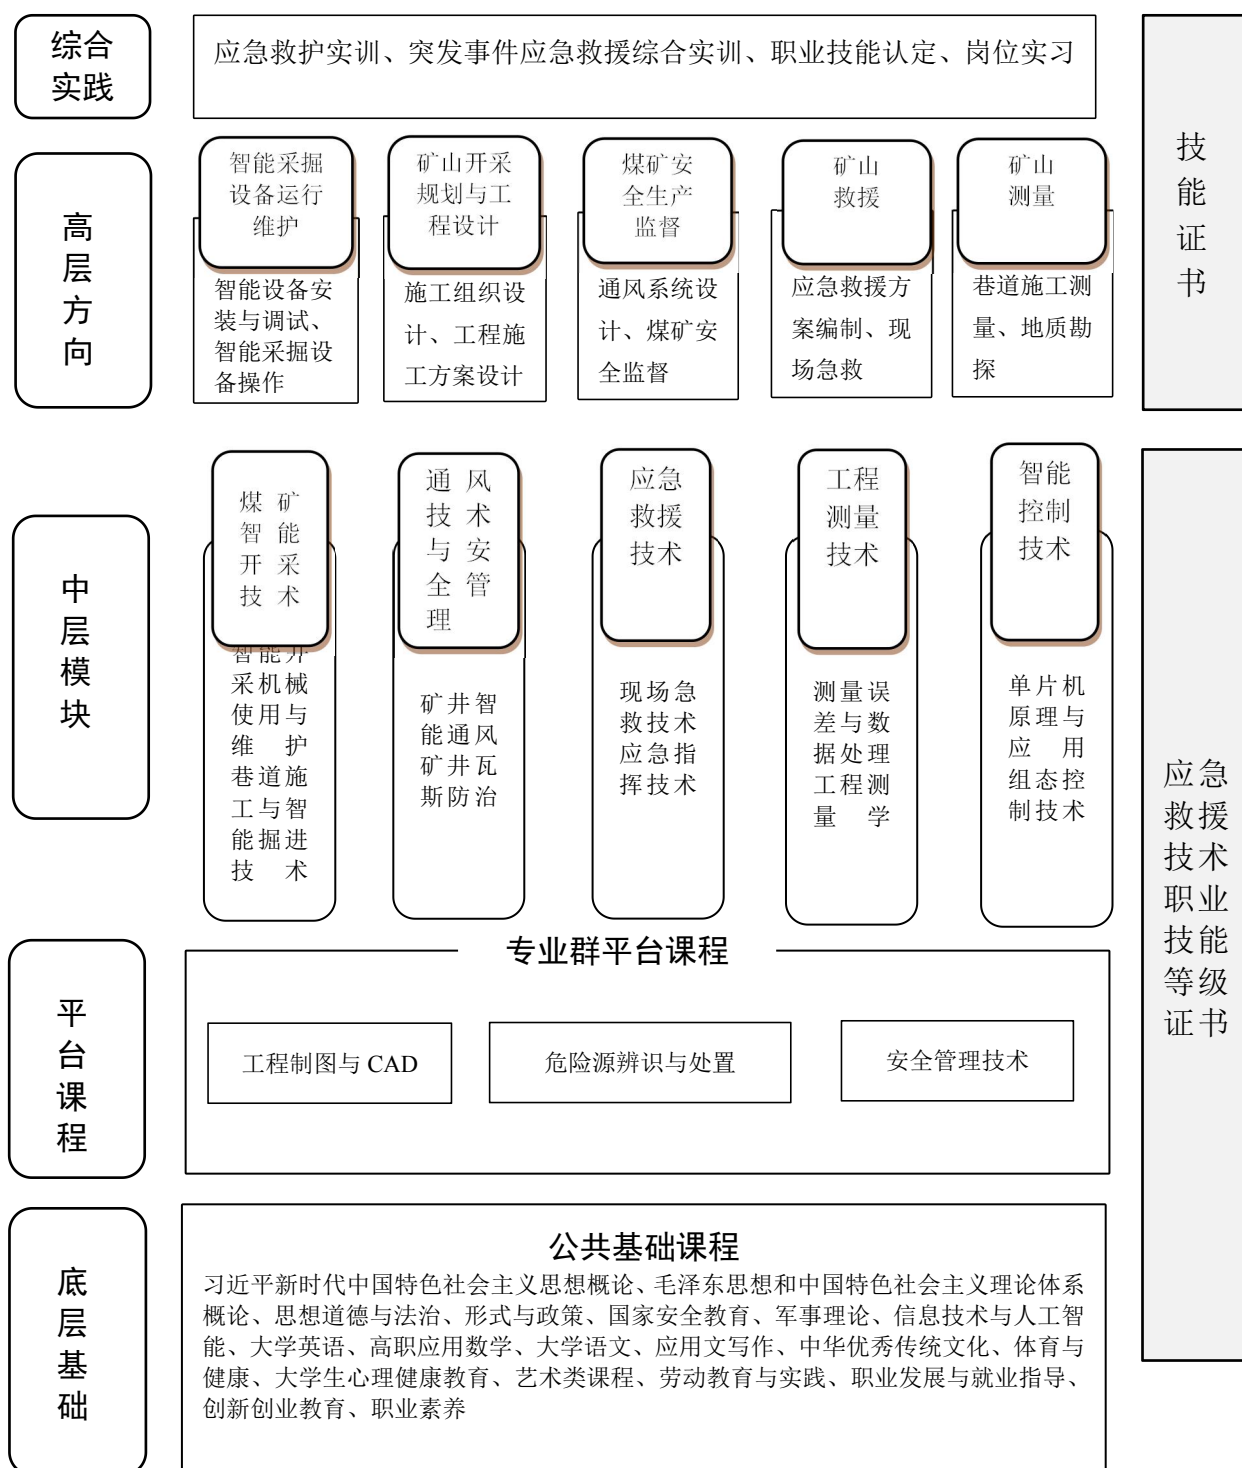 综合
实践
应急救护实训、突发事件应急救援综合实训、职业技能认定、岗位实习
高
层
方
向
智能采掘
设备运行
维护
智能设备安
装与调试、
智能采掘设
备操作
矿山开采
规划与工
程设计
施工组织设
计、工程施
工方案设计
煤矿安
全生产
监督
通风系统设
计、煤矿安
全监督
矿山
救援
应急救援方
案编制、现
场急救
矿山
测量
巷道施工测
量、地质勘
探
技
能
证
书
中
层
模
块
煤矿
智能
开采
技术
智能开
采机械
使用与
维护
巷道施
工与智
能掘进
技术
通风
技术
与安
全管
理
矿井智
能通风
矿井瓦
斯防治
应急
救援
技术
现场急
救技术
应急指
挥技术
工程
测量
技术
测量误
差与数
据处理
工程测
量学
智能
控制
技术
单片机
原理与
应用
组态控
制技术
应急
救援
技术
职业
技能
等级
证书
平
台
课
程
专业群平台课程
工程制图与 CAD
危险源辨识与处置
安全管理技术
底
层
基
础
公共基础课程
习近平新时代中国特色社会主义思想概论、毛泽东思想和中国特色社会主义理论体系
概论、思想道德与法治、形式与政策、国家安全教育、军事理论、信息技术与人工智
能、大学英语、高职应用数学、大学语文、应用文写作、中华优秀传统文化、体育与
健康、大学生心理健康教育、艺术类课程、劳动教育与实践、职业发展与就业指导、
创新创业教育、职业素养